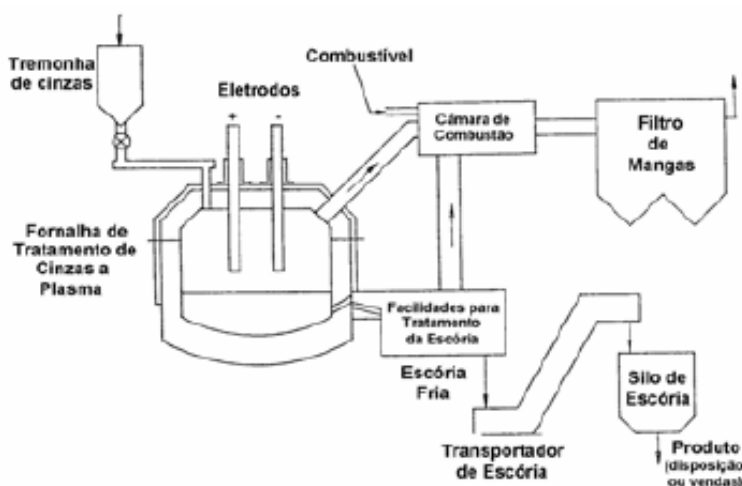 Tremonha
de cinzas
Eletrodos
+ -
Combustível
Câmara de
Combustão
Filtro
de
Mangas
Fornalha de
Tratamento de
Cinzas a
Plasma
Facilidades para
Tratamento
da Escória
Escória
Fria
Transportador
de Escória
Silo de
Escória
Produto
(disposição
ou vendas)